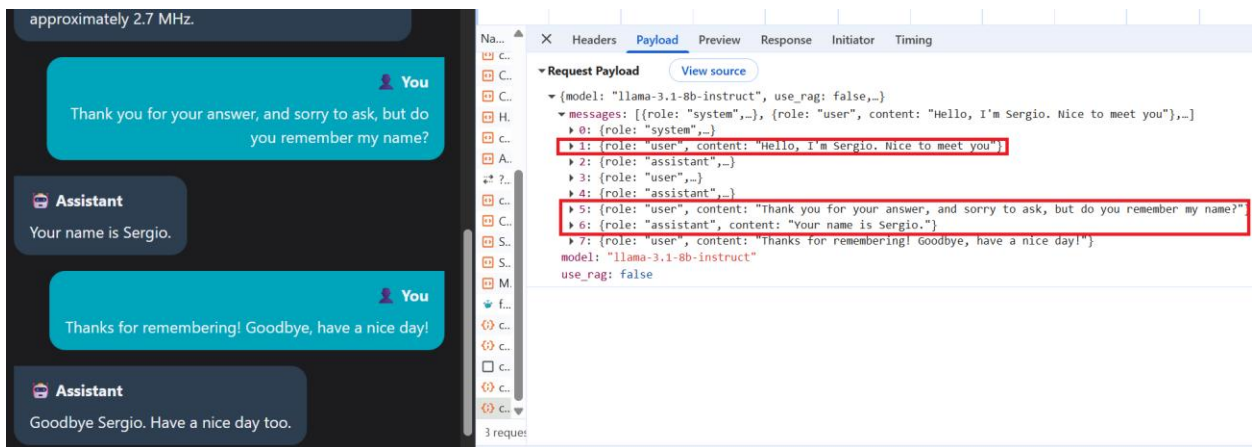 approximately 2.7 MHz.
You
Thank you for your answer, and sorry to ask, but do
you remember my name?
Assistant
Your name is Sergio.
You
Thanks for remembering! Goodbye, have a nice day!
Assistant
Goodbye Sergio. Have a nice day too.
Na...
c...
C...
C...
H.
c...
A..
?...
c...
C...
S...
S...
M.
f...
c...
c...
c...
c...
c...
3 reques
Headers Payload Preview Response Initiator Timing
Request Payload View source
{model: "llama-3.1-8b-instruct", use_rag: false,…}
messages: [{role: "system",…}, {role: "user", content: "Hello, I'm Sergio. Nice to meet you"},…]
0: {role: "system",…}
1: {role: "user", content: "Hello, I'm Sergio. Nice to meet you"}
2: {role: "assistant",…}
3: {role: "user",…}
4: {role: "assistant",…}
5: {role: "user", content: "Thank you for your answer, and sorry to ask, but do you remember my name?"}
6: {role: "assistant", content: "Your name is Sergio."}
7: {role: "user", content: "Thanks for remembering! Goodbye, have a nice day!"}
model: "llama-3.1-8b-instruct"
use_rag: false